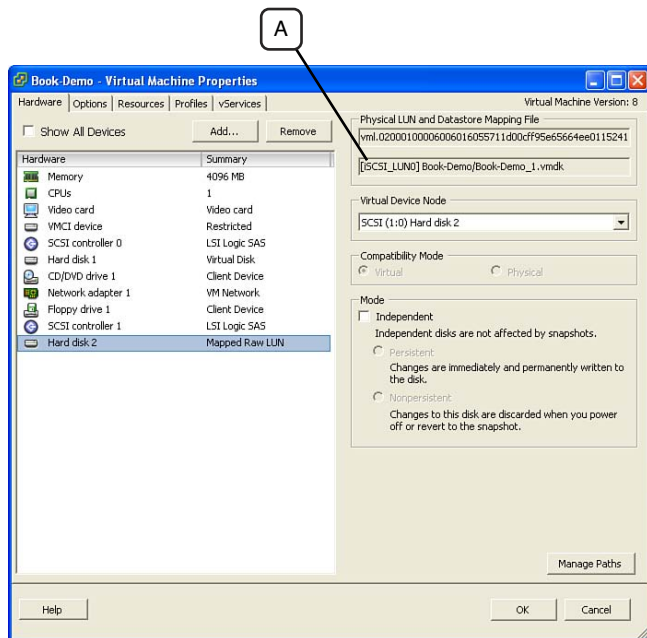 A
Book-Demo - Virtual Machine Properties
Hardware Options Resources Profiles vServices
Virtual Machine Version: 8
Show All Devices
Add...
Remove
Hardware Summary
Memory 4096 MB
CPUs 1
Video card Video card
VMCI device Restricted
SCSI controller 0 LSI Logic SAS
Hard disk 1 Virtual Disk
CD/DVD drive 1 Client Device
Network adapter 1 VM Network
Floppy drive 1 Client Device
SCSI controller 1 LSI Logic SAS
Hard disk 2 Mapped Raw LUN
Physical LUN and Datastore Mapping File
vml.02000100006006016055711d00cff95e65664ee0115241
[iSCSI_LUN0] Book-Demo/Book-Demo_1.vmdk
Virtual Device Node
SCSI (1:0) Hard disk 2
Compatibility Mode
Virtual Physical
Mode
Independent
Independent disks are not affected by snapshots.
Persistent
Changes are immediately and permanently written to
the disk.
Nonpersistent
Changes to this disk are discarded when you power
off or revert to the snapshot.
Manage Paths
Help
OK
Cancel